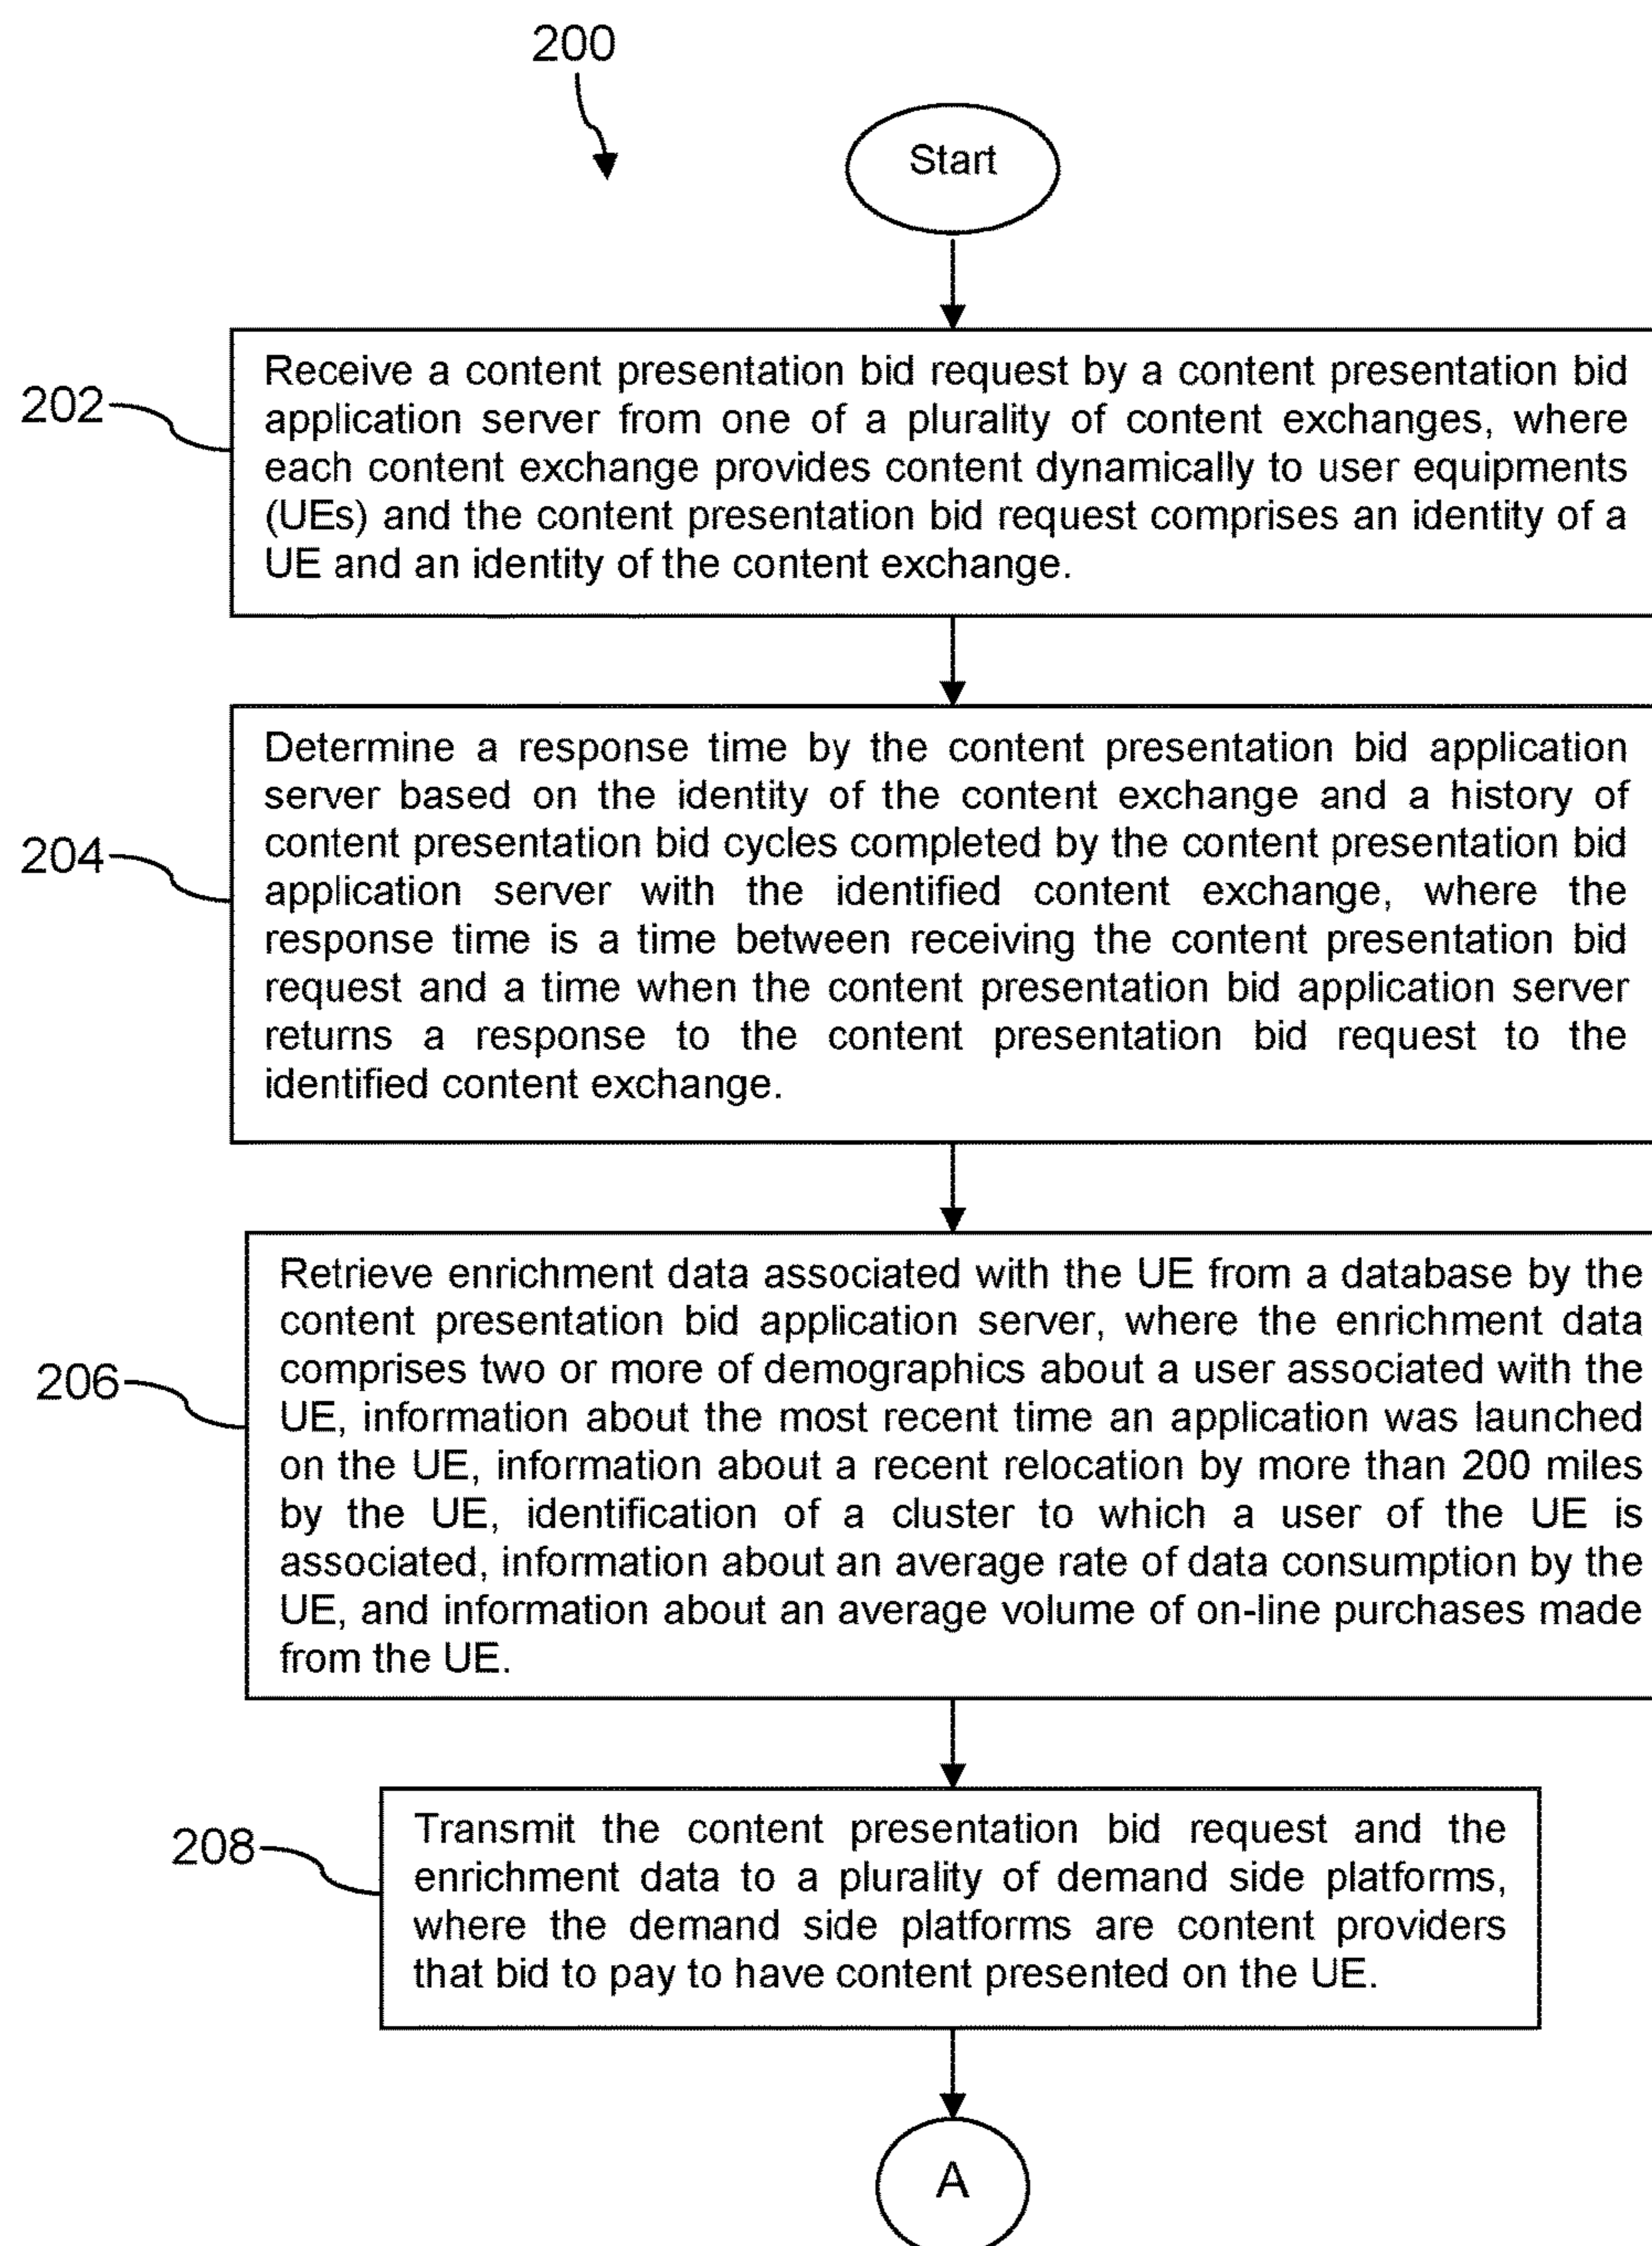 200
Start
202
Receive a content presentation bid request by a content presentation bid
application server from one of a plurality of content exchanges, where
each content exchange provides content dynamically to user equipments
(UEs) and the content presentation bid request comprises an identity of a
UE and an identity of the content exchange.
204
Determine a response time by the content presentation bid application
server based on the identity of the content exchange and a history of
content presentation bid cycles completed by the content presentation bid
application server with the identified content exchange, where the
response time is a time between receiving the content presentation bid
request and a time when the content presentation bid application server
returns a response to the content presentation bid request to the
identified content exchange.
206
Retrieve enrichment data associated with the UE from a database by the
content presentation bid application server, where the enrichment data
comprises two or more of demographics about a user associated with the
UE, information about the most recent time an application was launched
on the UE, information about a recent relocation by more than 200 miles
by the UE, identification of a cluster to which a user of the UE is
associated, information about an average rate of data consumption by the
UE, and information about an average volume of on-line purchases made
from the UE.
208
Transmit the content presentation bid request and the
enrichment data to a plurality of demand side platforms,
where the demand side platforms are content providers
that bid to pay to have content presented on the UE.
A